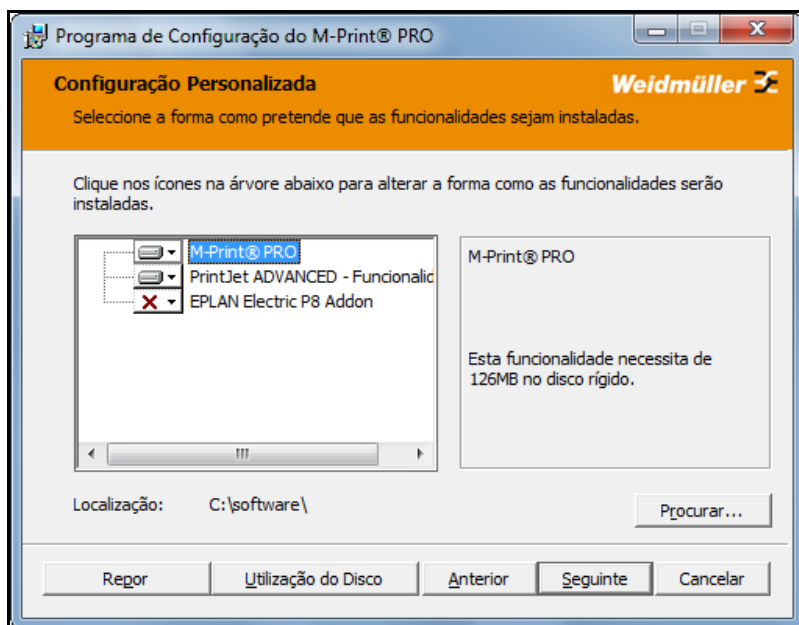 Programa de Configuração do M-Print® PRO
Configuração Personalizada
Weidmüller
Seleccione a forma como pretende que as funcionalidades sejam instaladas.
Clique nos ícones na árvore abaixo para alterar a forma como as funcionalidades serão
instaladas.
M-Print® PRO
PrintJet ADVANCED - Funcionalid
EPLAN Electric P8 Addon
M-Print® PRO
Esta funcionalidade necessita de
126MB no disco rígido.
Localização: C:\software\
Procurar...
Repor Utilização do Disco Anterior Seguinte Cancelar